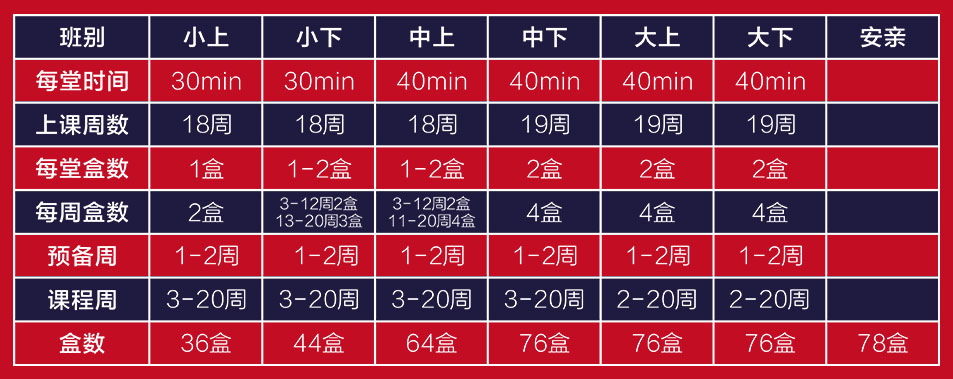 班别 小上 小下 中上 中下 大上 大下 安亲
每堂时间 30min 30min 40min 40min 40min 40min
上课周数 18周 18周 18周 19周 19周 19周
每堂盒数 1盒 1-2盒 1-2盒 2盒 2盒 2盒
每周盒数 2盒 3-12周2盒 3-12周2盒 4盒 4盒 4盒
13-20周3盒 11-20周4盒
预备周 1-2周 1-2周 1-2周 1-2周 1-2周 1-2周
课程周 3-20周 3-20周 3-20周 3-20周 2-20周 2-20周
盒数 36盒 44盒 64盒 76盒 76盒 76盒 78盒